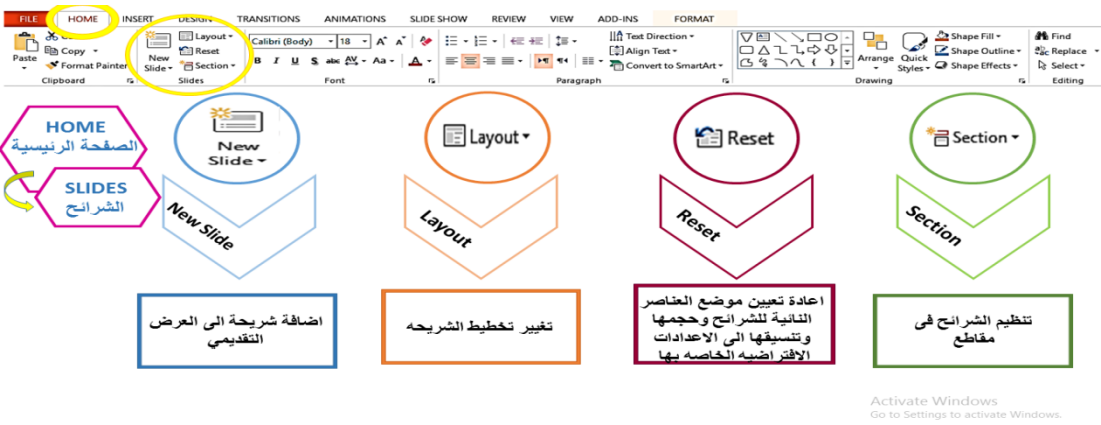 FILE HOME INSERT DESIGN TRANSITIONS ANIMATIONS SLIDE SHOW REVIEW VIEW ADD-INS FORMAT
Layout Text Direction Shape Fill Find
Calibri (Body) 18
Copy Reset Align Text Shape Outline Replace
Paste New Arrange Quick
Format Painter Slide Section B I U S abc AV Aa A Convert to SmartArt Styles Shape Effects Select
Clipboard Slides Font Paragraph Drawing Editing
HOME
الصفحة الرئيسية
SLIDES
الشرائح
New
Slide
Layout
Reset
Section
New Slide
Layout
Reset
Section
اضافة شريحة الى العرض
التقديمي
تغيير تخطيط الشريحه
اعادة تعيين موضع العناصر
النائية للشرائح وحجمها
وتنسيقها الى الاعدادات
الافتراضيه الخاصه بها
تنظيم الشرائح فى
مقاطع
Activate Windows
Go to Settings to activate Windows.